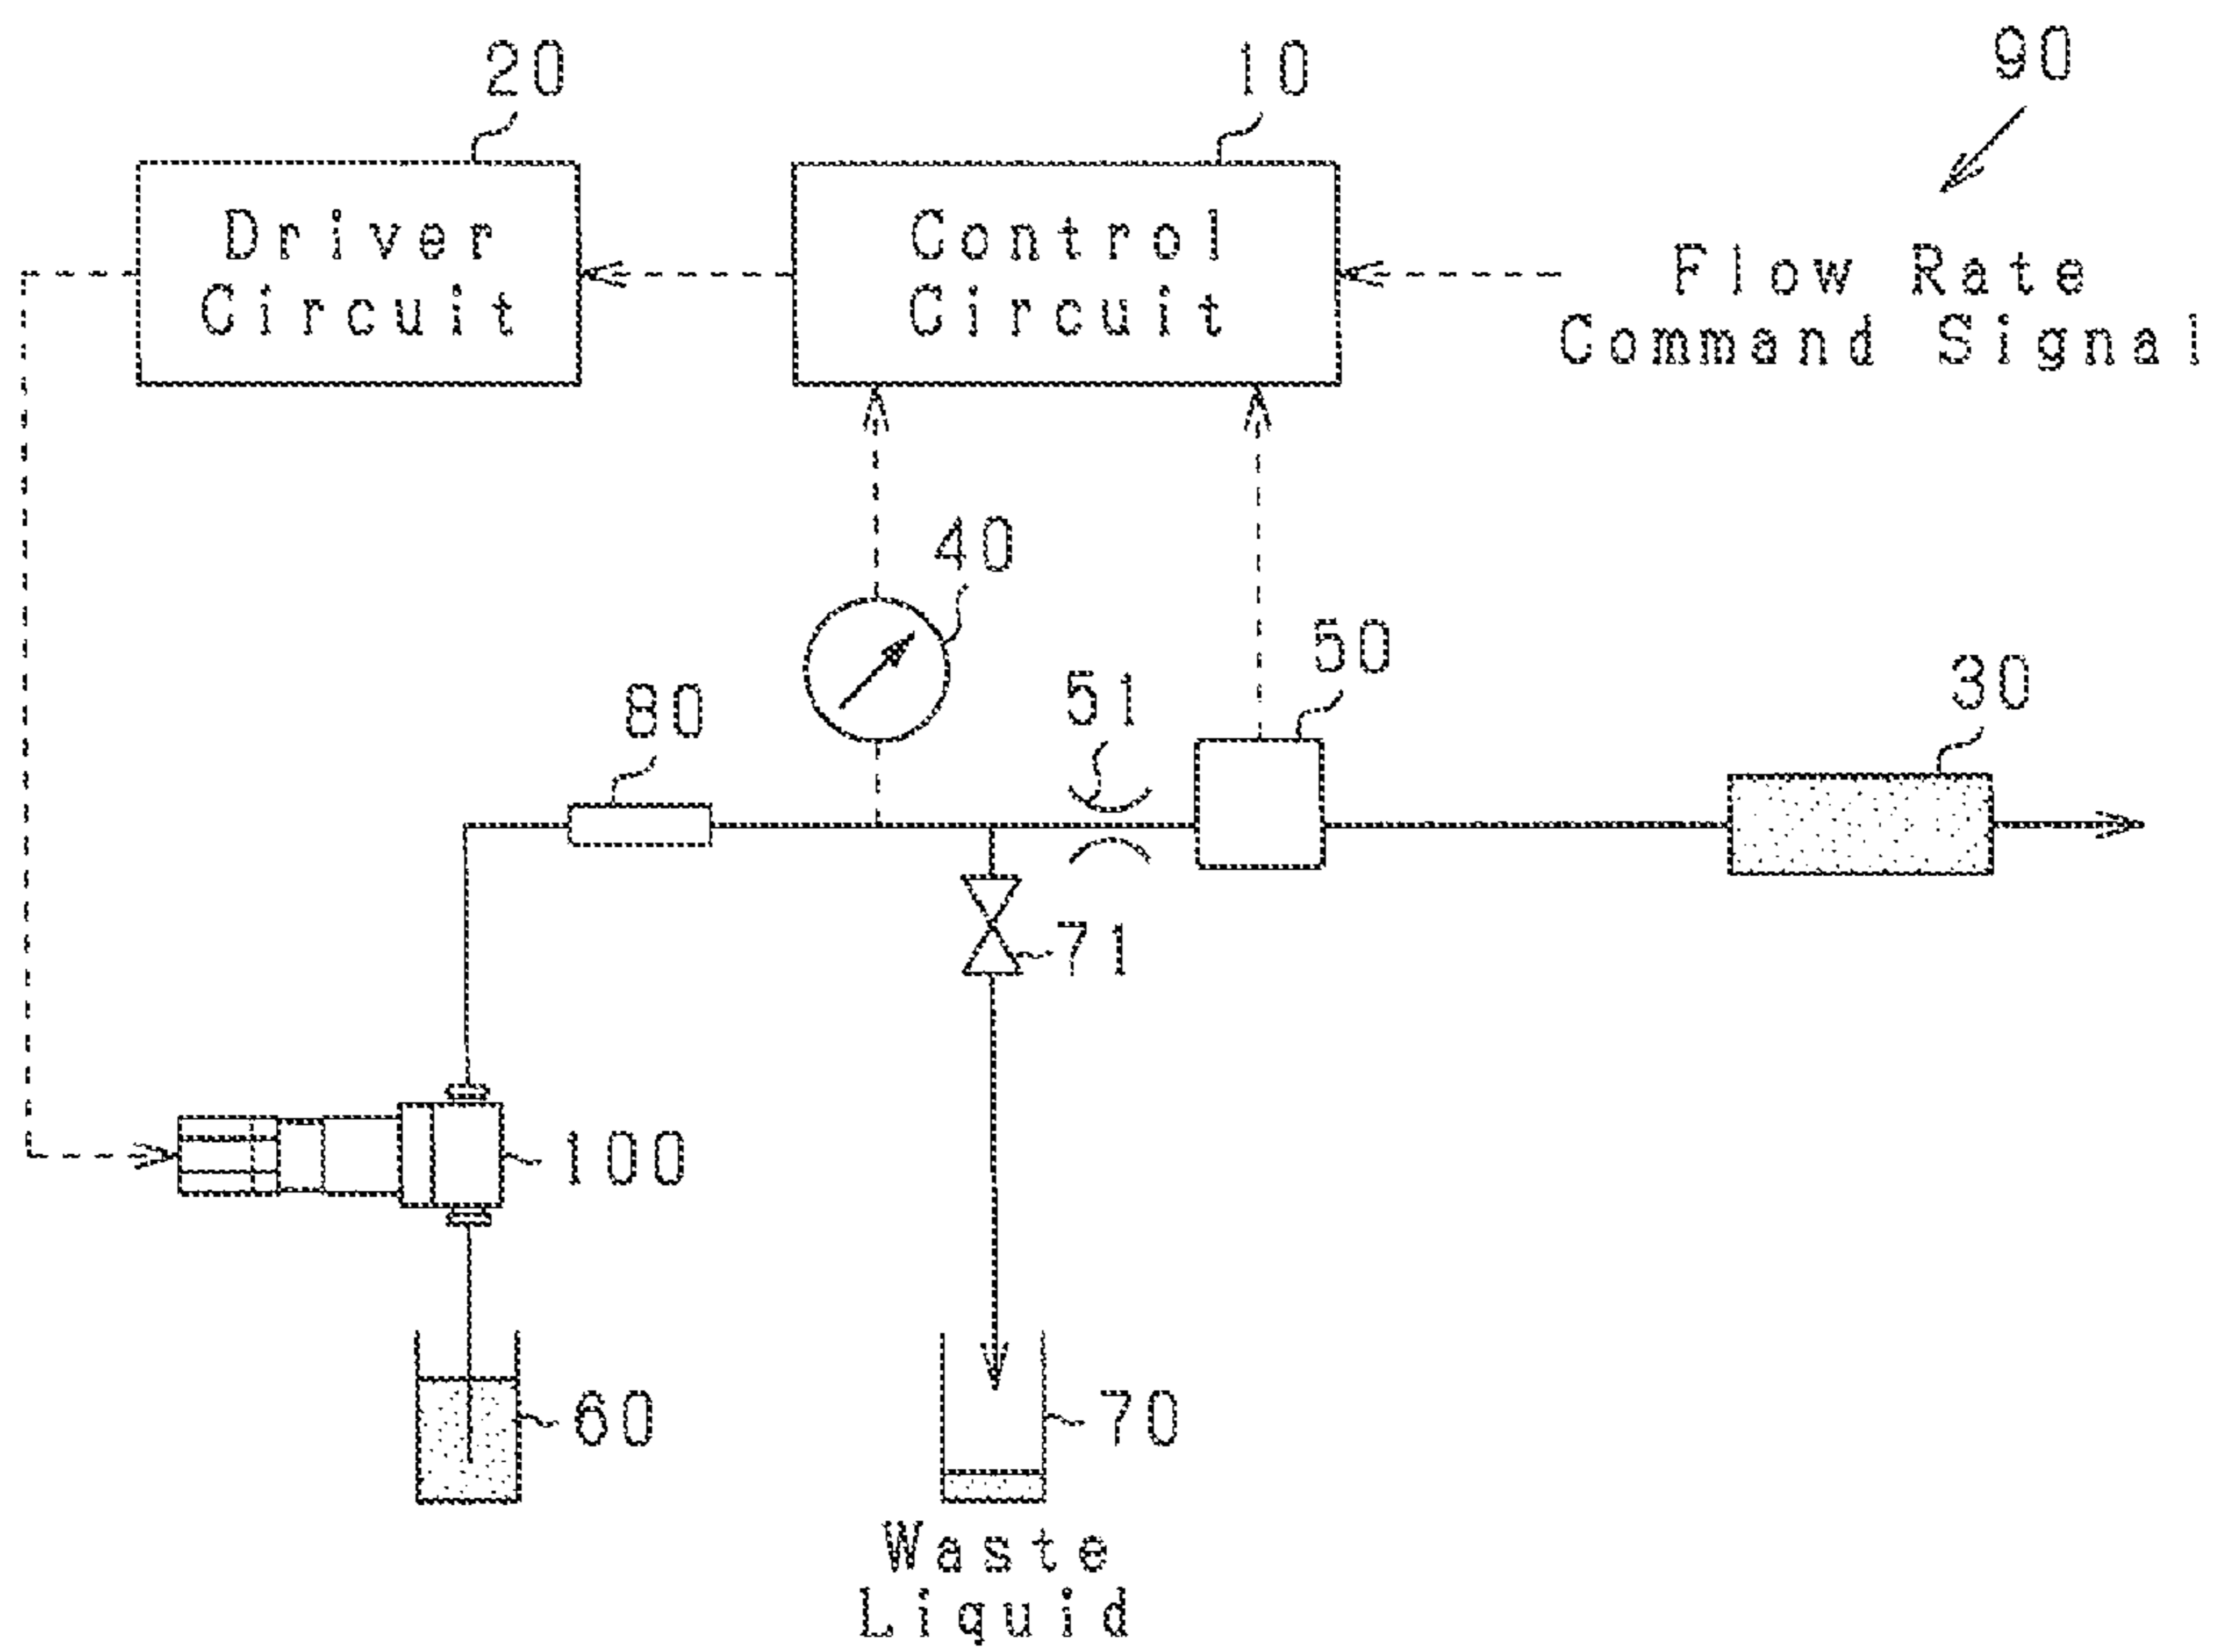 20
10
90
Driver
Circuit
Control
Circuit
Flow Rate
Command Signal
40
50
51
30
80
71
100
60
70
Waste
Liquid